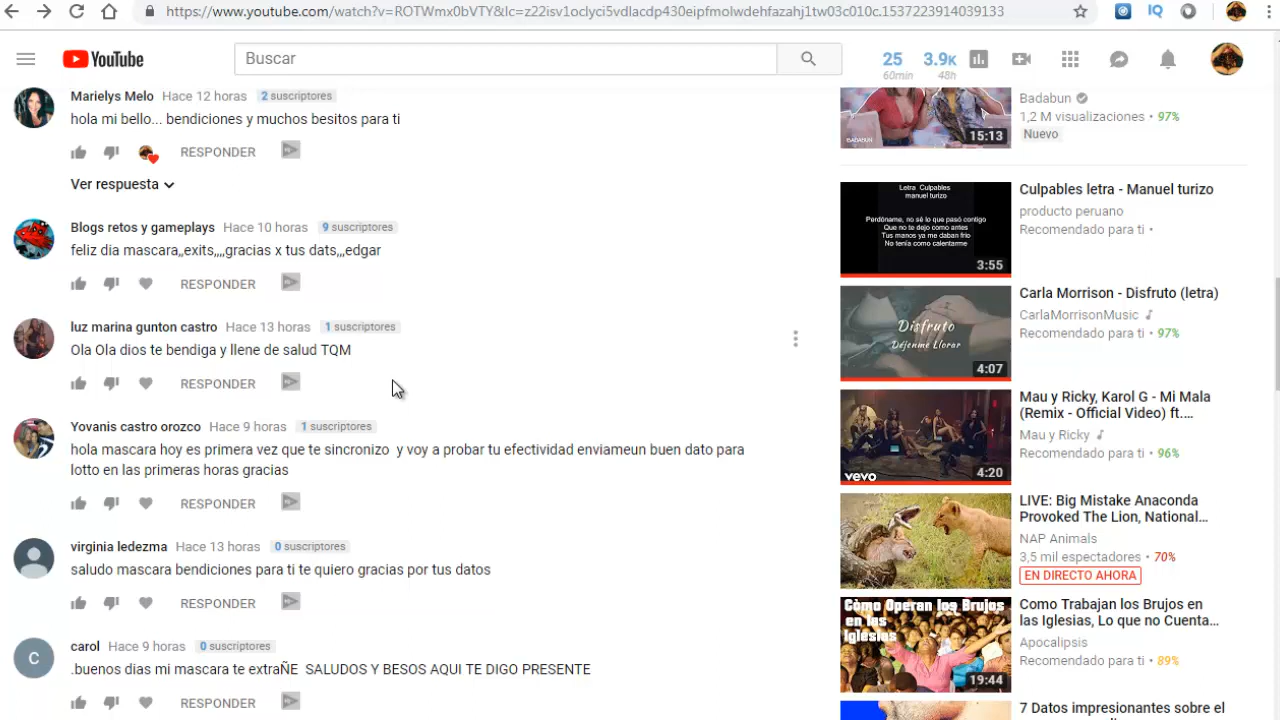 https://www.youtube.com/watch?v=ROTWmx0bVTY&lc=z22isv1oclyci5vdlacdp430eipfmolwdehfazahj1tw03c010c.1537223914039133
IQ
YouTube
Buscar
25
60min
3.9K
48h
Marielys Melo Hace 12 horas 2 suscriptores
hola mi bello... bendiciones y muchos besitos para ti
RESPONDER
Ver respuesta
Blogs retos y gameplay Hace 10 horas 9 suscriptores
feliz dia mascara,,exits,,,,gracias x tus dats,,,edgar
RESPONDER
luz marina gunton castro Hace 13 horas 1 suscriptores
Ola Ola dios te bendigan llene de salud TQM
RESPONDER
Yovanis castro orozco Hace 9 horas 1 suscriptores
hola mascara hoy es primera vez que te sincronizo y voy a probar tu efectividad enviameun buen dato para
lotto en las primeras horas gracias
RESPONDER
virginia ledezma Hace 13 horas 0 suscriptores
saludo mascara bendiciones para ti te quiero gracias por tus datos
RESPONDER
C
carol Hace 9 horas 0 suscriptores
.buenos dias mi mascara te extraÑE SALUDOS Y BESOS AQUI TE DIGO PRESENTE
RESPONDER
BADABUN
15:13
Badabun
1,2 M visualizaciones • 97%
Nuevo
Letra Culpables
manuel turizo
Perdóname, no sé lo que pasó contigo
Que no te dejo como antes
Tus manos ya me daban frío
No tenía como calentarme
3:55
Culpables letra - Manuel turizo
producto peruano
Recomendado para ti •
Disfruto
Déjenme Llorar
4:07
Carla Morrison - Disfruto (letra)
CarlaMorrisonMusic
Recomendado para ti • 97%
vevo
4:20
Mau y Ricky, Karol G - Mi Mala
(Remix - Official Video) ft....
Mau y Ricky
Recomendado para ti • 96%
LIVE: Big Mistake Anaconda
Provoked The Lion, National...
NAP Animals
3,5 mil espectadores • 70%
EN DIRECTO AHORA
Còmo Operan los Brujos
en las
Iglesias
19:44
Como Trabajan los Brujos en
las Iglesias, Lo que no Cuenta...
Apocalipsis
Recomendado para ti • 89%
7 Datos impresionantes sobre el